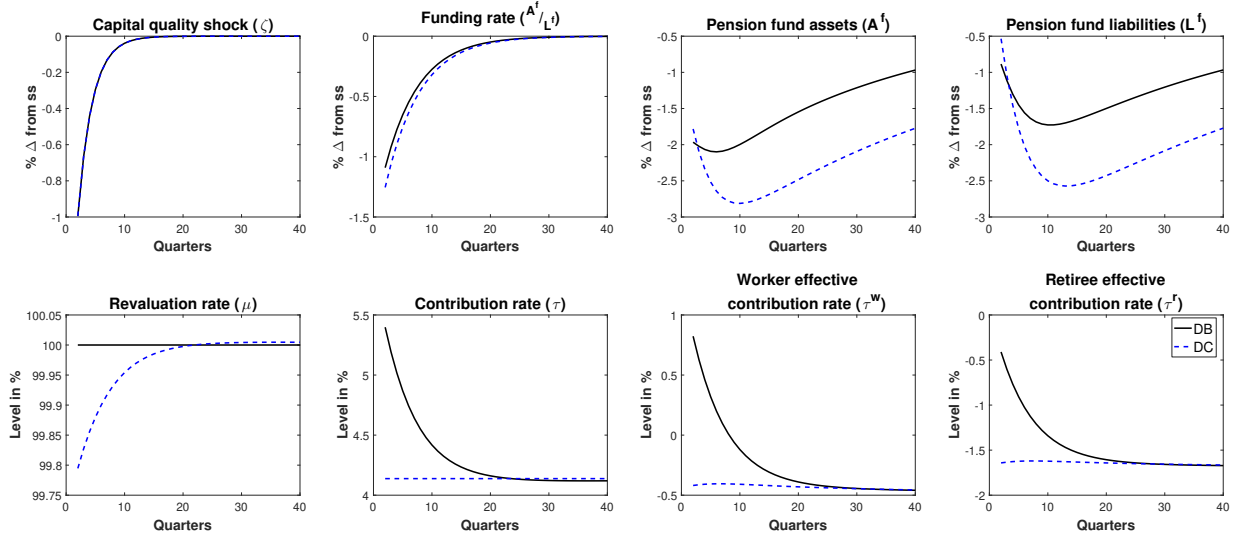 Capital quality shock (ζ)
% Δ from ss
0
-0.2
-0.4
-0.6
-0.8
-1
0 10 20 30 40
Quarters
Funding rate (A^f/L^f)
% Δ from ss
0
-0.5
-1
-1.5
0 10 20 30 40
Quarters
Pension fund assets (A^f)
% Δ from ss
-0.5
-1
-1.5
-2
-2.5
-3
0 10 20 30 40
Quarters
Pension fund liabilities (L^f)
% Δ from ss
-0.5
-1
-1.5
-2
-2.5
-3
0 10 20 30 40
Quarters
Revaluation rate (μ)
Level in %
100.05
100
99.95
99.9
99.85
99.8
99.75
0 10 20 30 40
Quarters
Contribution rate (τ)
Level in %
5.5
5
4.5
4
0 10 20 30 40
Quarters
Worker effective
contribution rate (τ^w)
Level in %
1
0.5
0
-0.5
0 10 20 30 40
Quarters
Retiree effective
contribution rate (τ^r)
Level in %
0
-0.5
-1
-1.5
-2
0 10 20 30 40
Quarters
DB
DC